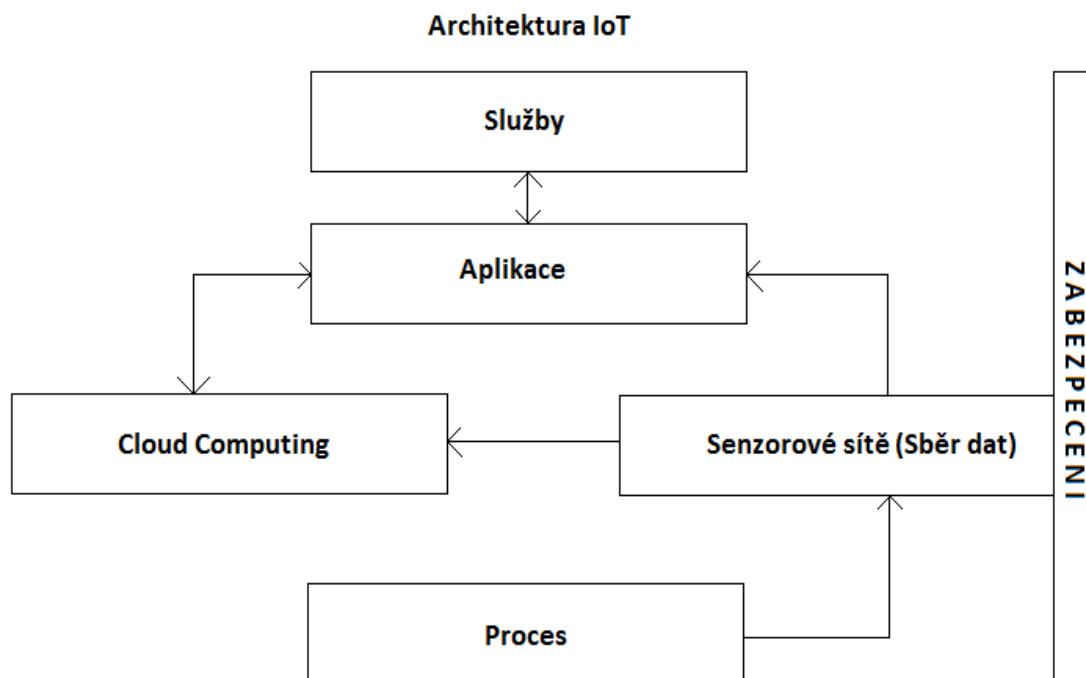 Architektura IoT
Služby
Aplikace
Cloud Computing
Senzorové sítě (Sběr dat)
Proces
ZABEZPECENI